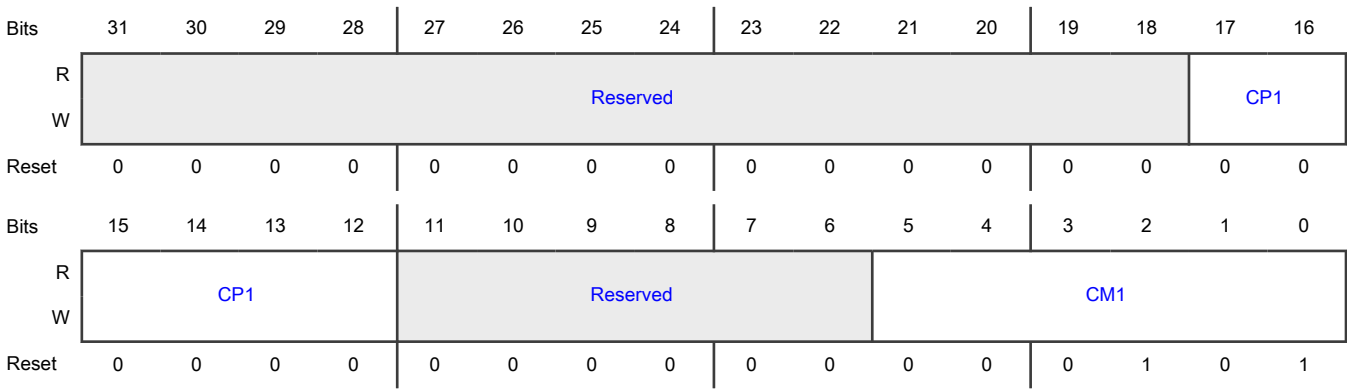 Bits 31 30 29 28 27 26 25 24 23 22 21 20 19 18 17 16
R
Reserved CP1
W
Reset 0 0 0 0 0 0 0 0 0 0 0 0 0 0 0 0
Bits 15 14 13 12 11 10 9 8 7 6 5 4 3 2 1 0
R
CP1 Reserved CM1
W
Reset 0 0 0 0 0 0 0 0 0 0 0 0 0 1 0 1